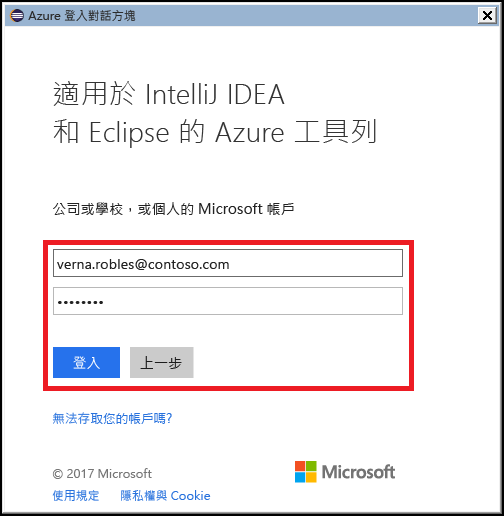 Azure 登入對話方塊
適用於 IntelliJ IDEA
和 Eclipse 的 Azure 工具列
公司或學校，或個人的 Microsoft 帳戶
verna.robles@contoso.com
••••••••
登入 上一步
無法存取您的帳戶嗎?
© 2017 Microsoft Microsoft
使用規定 隱私權與 Cookie